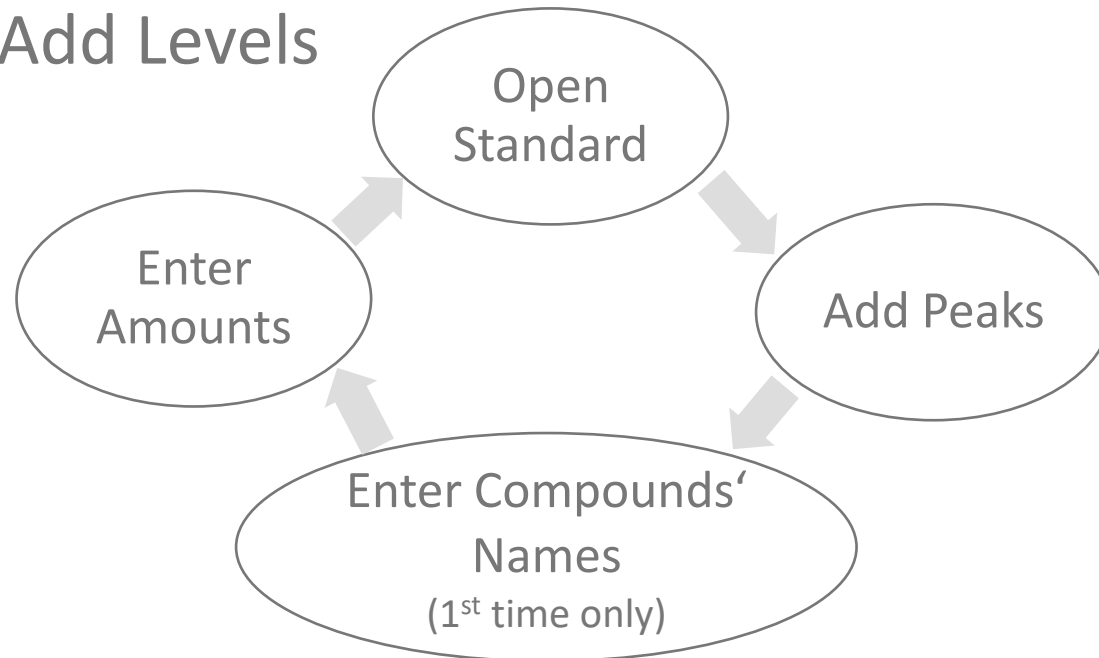 Add Levels
Open
Standard
Add Peaks
Enter Compounds‘
Names
(1st time only)
Enter
Amounts